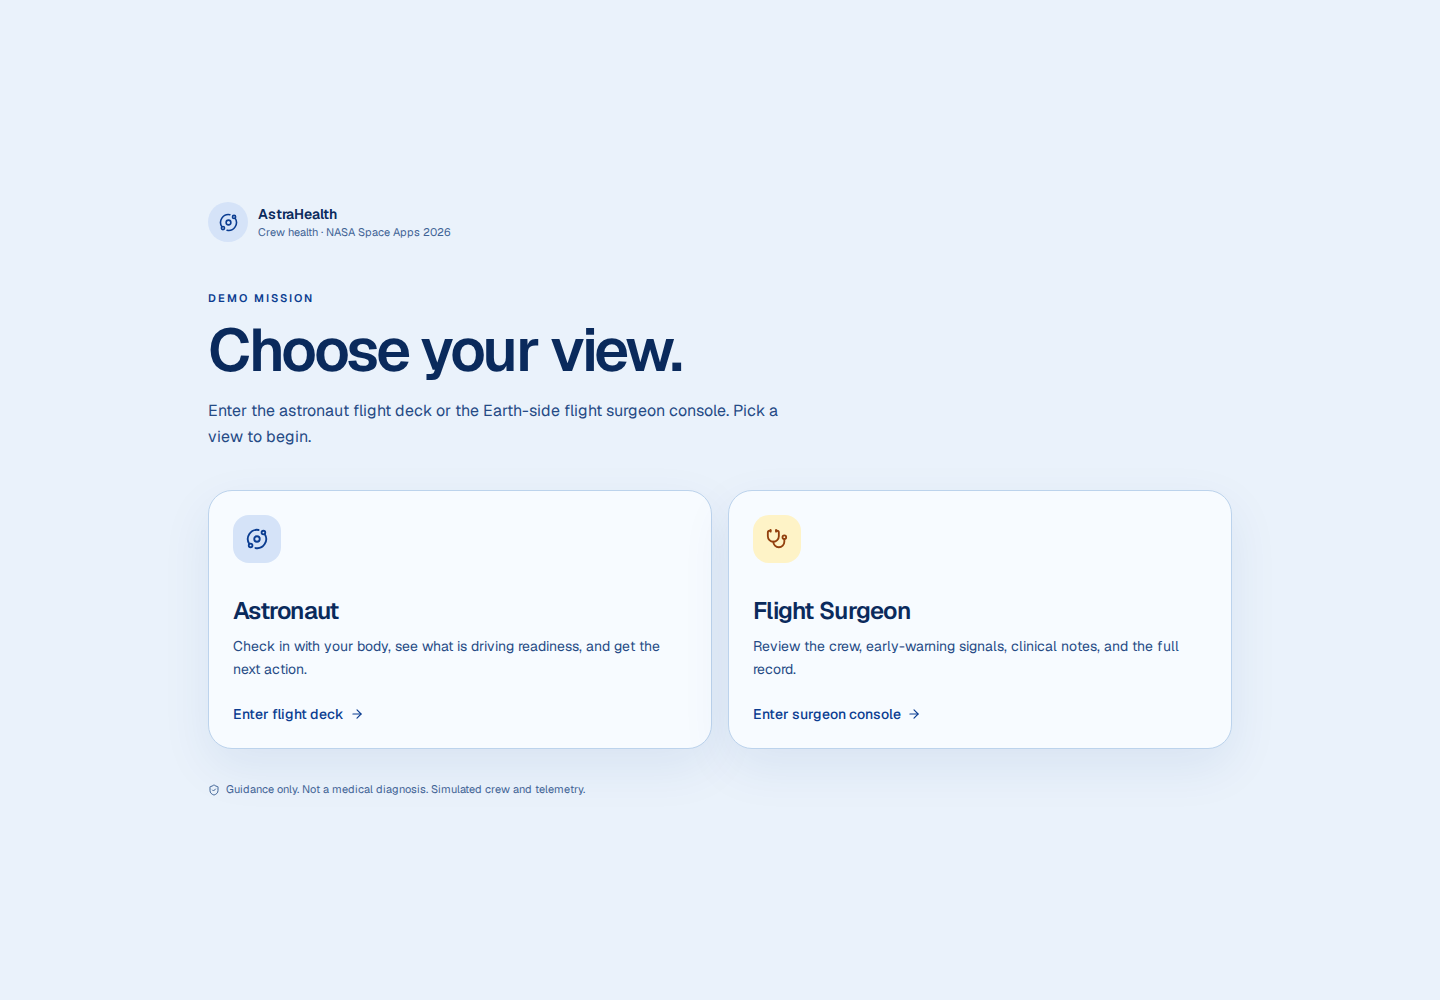 AstraHealth
Crew health · NASA Space Apps 2026
DEMO MISSION
Choose your view.
Enter the astronaut flight deck or the Earth-side flight surgeon console. Pick a
view to begin.
Astronaut
Check in with your body, see what is driving readiness, and get the
next action.
Enter flight deck →
Flight Surgeon
Review the crew, early-warning signals, clinical notes, and the full
record.
Enter surgeon console →
Guidance only. Not a medical diagnosis. Simulated crew and telemetry.